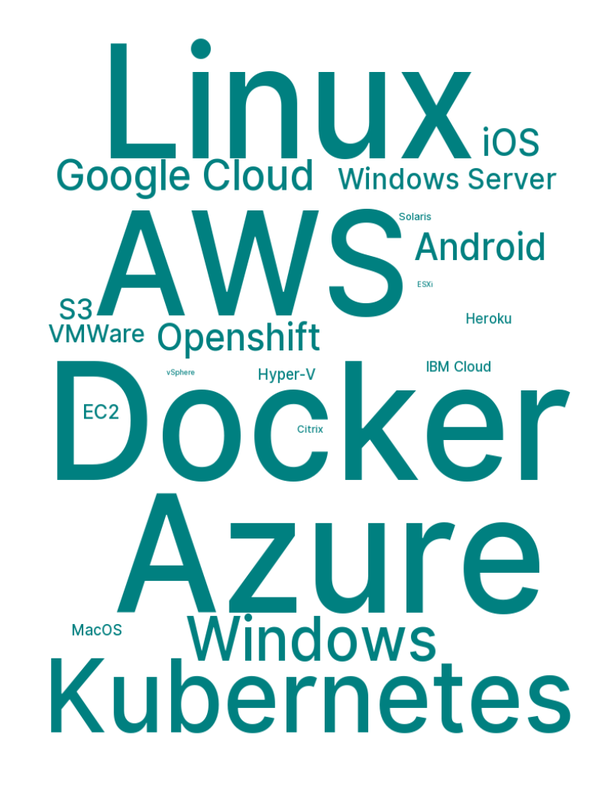 Linux
iOS
Google Cloud
Windows Server
AWS
Solaris
Android
ESXi
S3
Heroku
VMWare
Openshift
vSphere
Hyper-V
IBM Cloud
Docker
EC2
Citrix
Azure
MacOS
Windows
Kubernetes